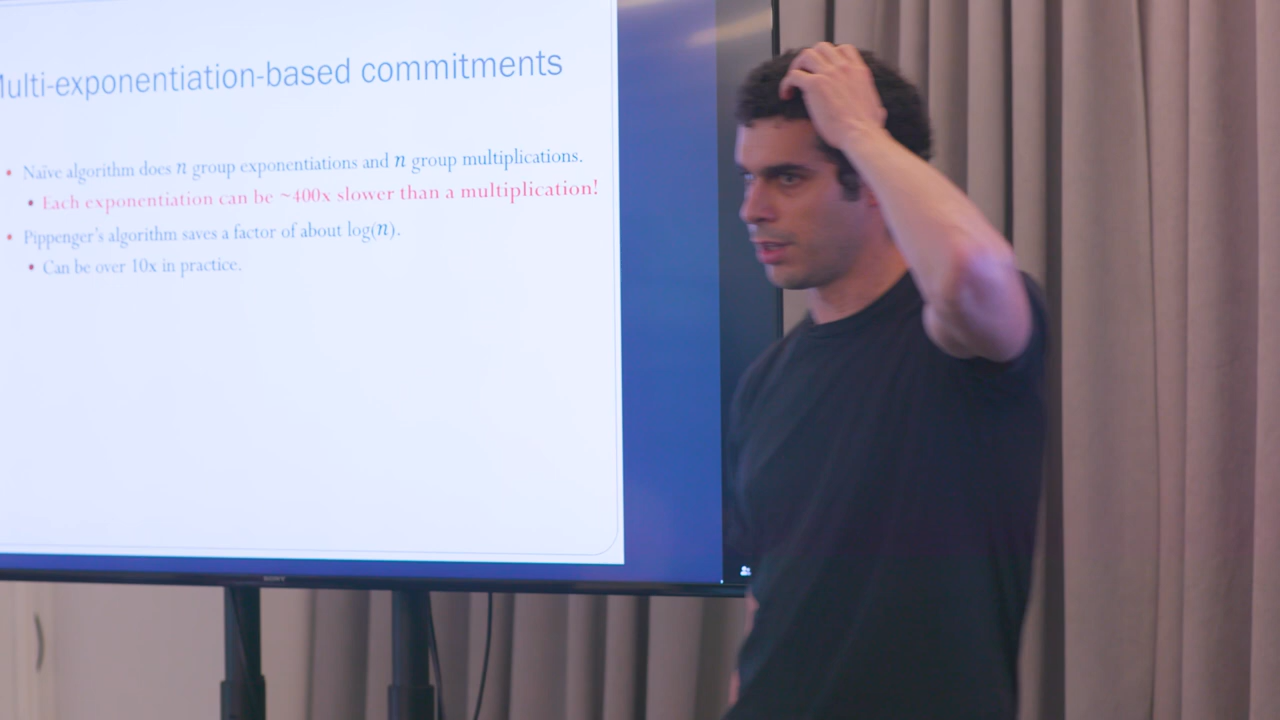 Multi-exponentiation-based commitments
• Naïve algorithm does n group exponentiations and n group multiplications.
• Each exponentiation can be ~400x slower than a multiplication!
• Pippenger's algorithm saves a factor of about log(n).
• Can be over 10x in practice.
SONY